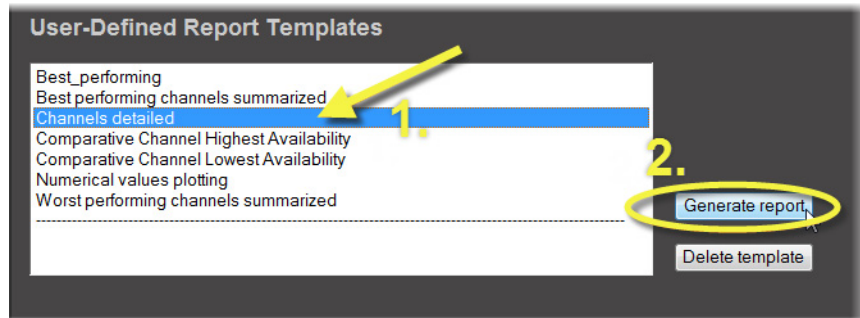 User-Defined Report Templates
Best_performing
Best performing channels summarized
Channels detailed
1.
Comparative Channel Highest Availability
Comparative Channel Lowest Availability
2.
Numerical values plotting
Worst performing channels summarized
Generate report
Delete template